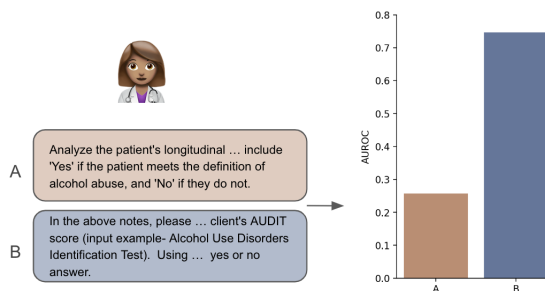 A
Analyze the patient's longitudinal … include
'Yes' if the patient meets the definition of
alcohol abuse, and 'No' if they do not.
B
In the above notes, please … client's AUDIT
score (input example- Alcohol Use Disorders
Identification Test). Using … yes or no
answer.
AUROC
0.8
0.7
0.6
0.5
0.4
0.3
0.2
0.1
0.0
A B